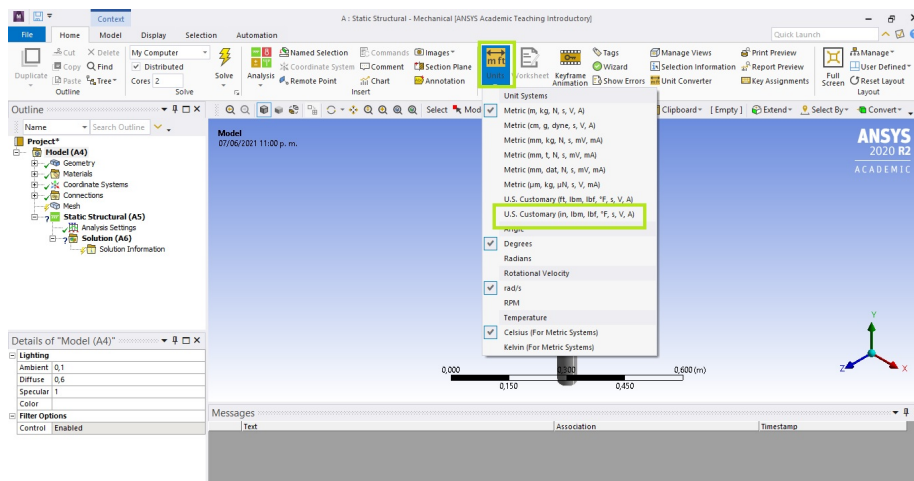 Context
A : Static Structural - Mechanical [ANSYS Academic Teaching Introductory]
File Home Model Display Selection Automation Quick Launch
Duplicate
Cut
Copy
Paste
Delete
Find
Tree
Outline
My Computer
Distributed
Cores 2
Solve
Solve
Analysis
Named Selection
Coordinate System
Remote Point
Commands
Comment
Chart
Images
Section Plane
Annotation
Insert
Units
Worksheet
Keyframe Animation
Tags
Wizard
Show Errors
Manage Views
Selection Information
Unit Converter
Print Preview
Report Preview
Key Assignments
Full Screen
Manage
User Defined
Reset Layout
Layout
Outline
Name Search Outline
Project*
Model (A4)
Geometry
Materials
Coordinate Systems
Connections
Mesh
Static Structural (A5)
Analysis Settings
Solution (A6)
Solution Information
Select Mod
Clipboard [ Empty ] Extend Select By Convert
Model
07/06/2021 11:00 p. m.
Unit Systems
Metric (m, kg, N, s, V, A)
Metric (cm, g, dyne, s, V, A)
Metric (mm, kg, N, s, mV, mA)
Metric (mm, t, N, s, mV, mA)
Metric (mm, dat, N, s, mV, mA)
Metric (µm, kg, µN, s, V, mA)
U.S. Customary (ft, lbm, lbf, °F, s, V, A)
U.S. Customary (in, lbm, lbf, °F, s, V, A)
Angle
Degrees
Radians
Rotational Velocity
rad/s
RPM
Temperature
Celsius (For Metric Systems)
Kelvin (For Metric Systems)
ANSYS
2020 R2
ACADEMIC
Y
Z X
0,000 0,300 0,600 (m)
0,150 0,450
Details of "Model (A4)"
Lighting
Ambient 0,1
Diffuse 0,6
Specular 1
Color
Filter Options
Control Enabled
Messages
Text Association Timestamp